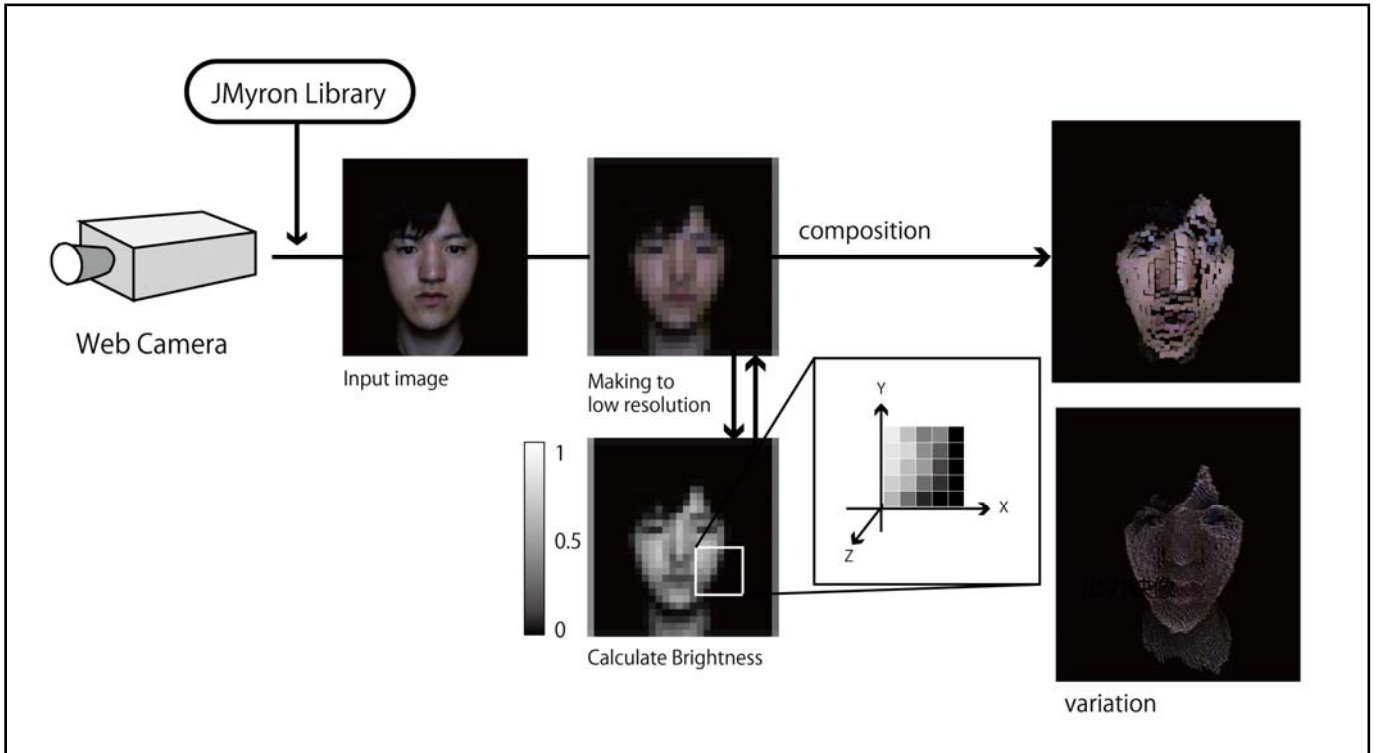 JMyron Library
Web Camera
Input image
Making to
low resolution
composition
1
0.5
0
Calculate Brightness
Y
X
Z
variation